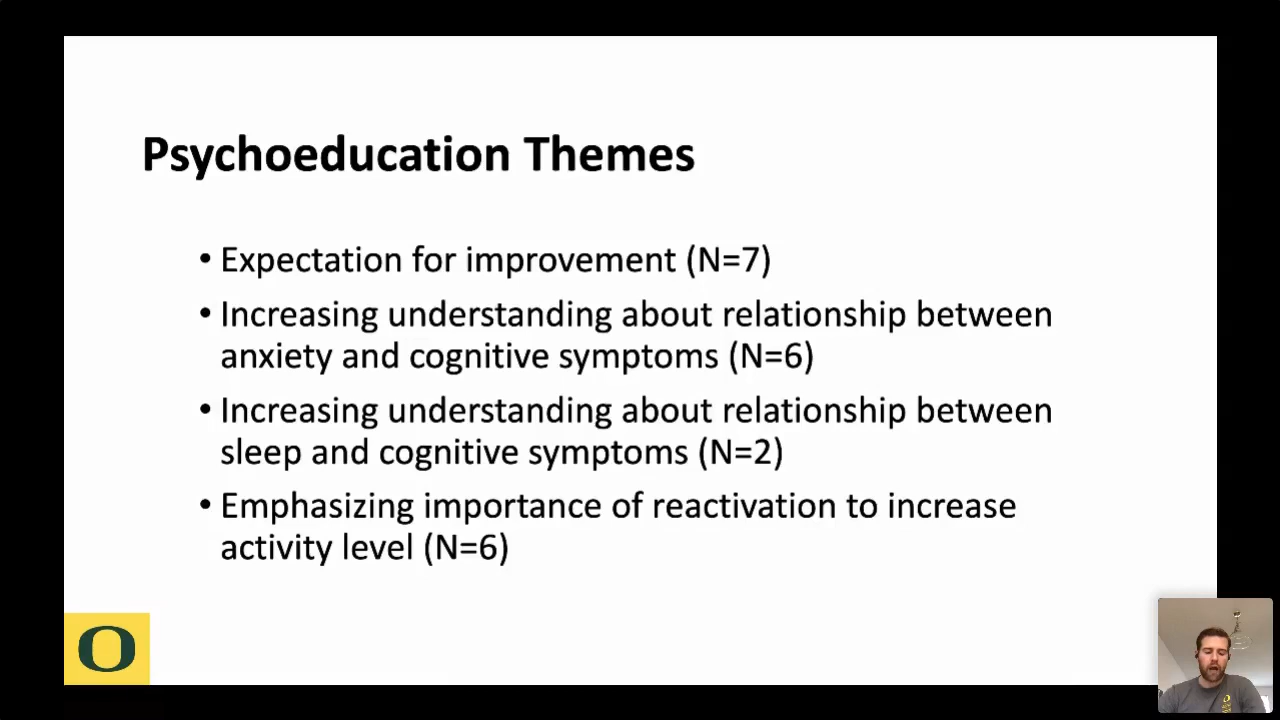 Psychoeducation Themes
• Expectation for improvement (N=7)
• Increasing understanding about relationship between
anxiety and cognitive symptoms (N=6)
• Increasing understanding about relationship between
sleep and cognitive symptoms (N=2)
• Emphasizing importance of reactivation to increase
activity level (N=6)
O